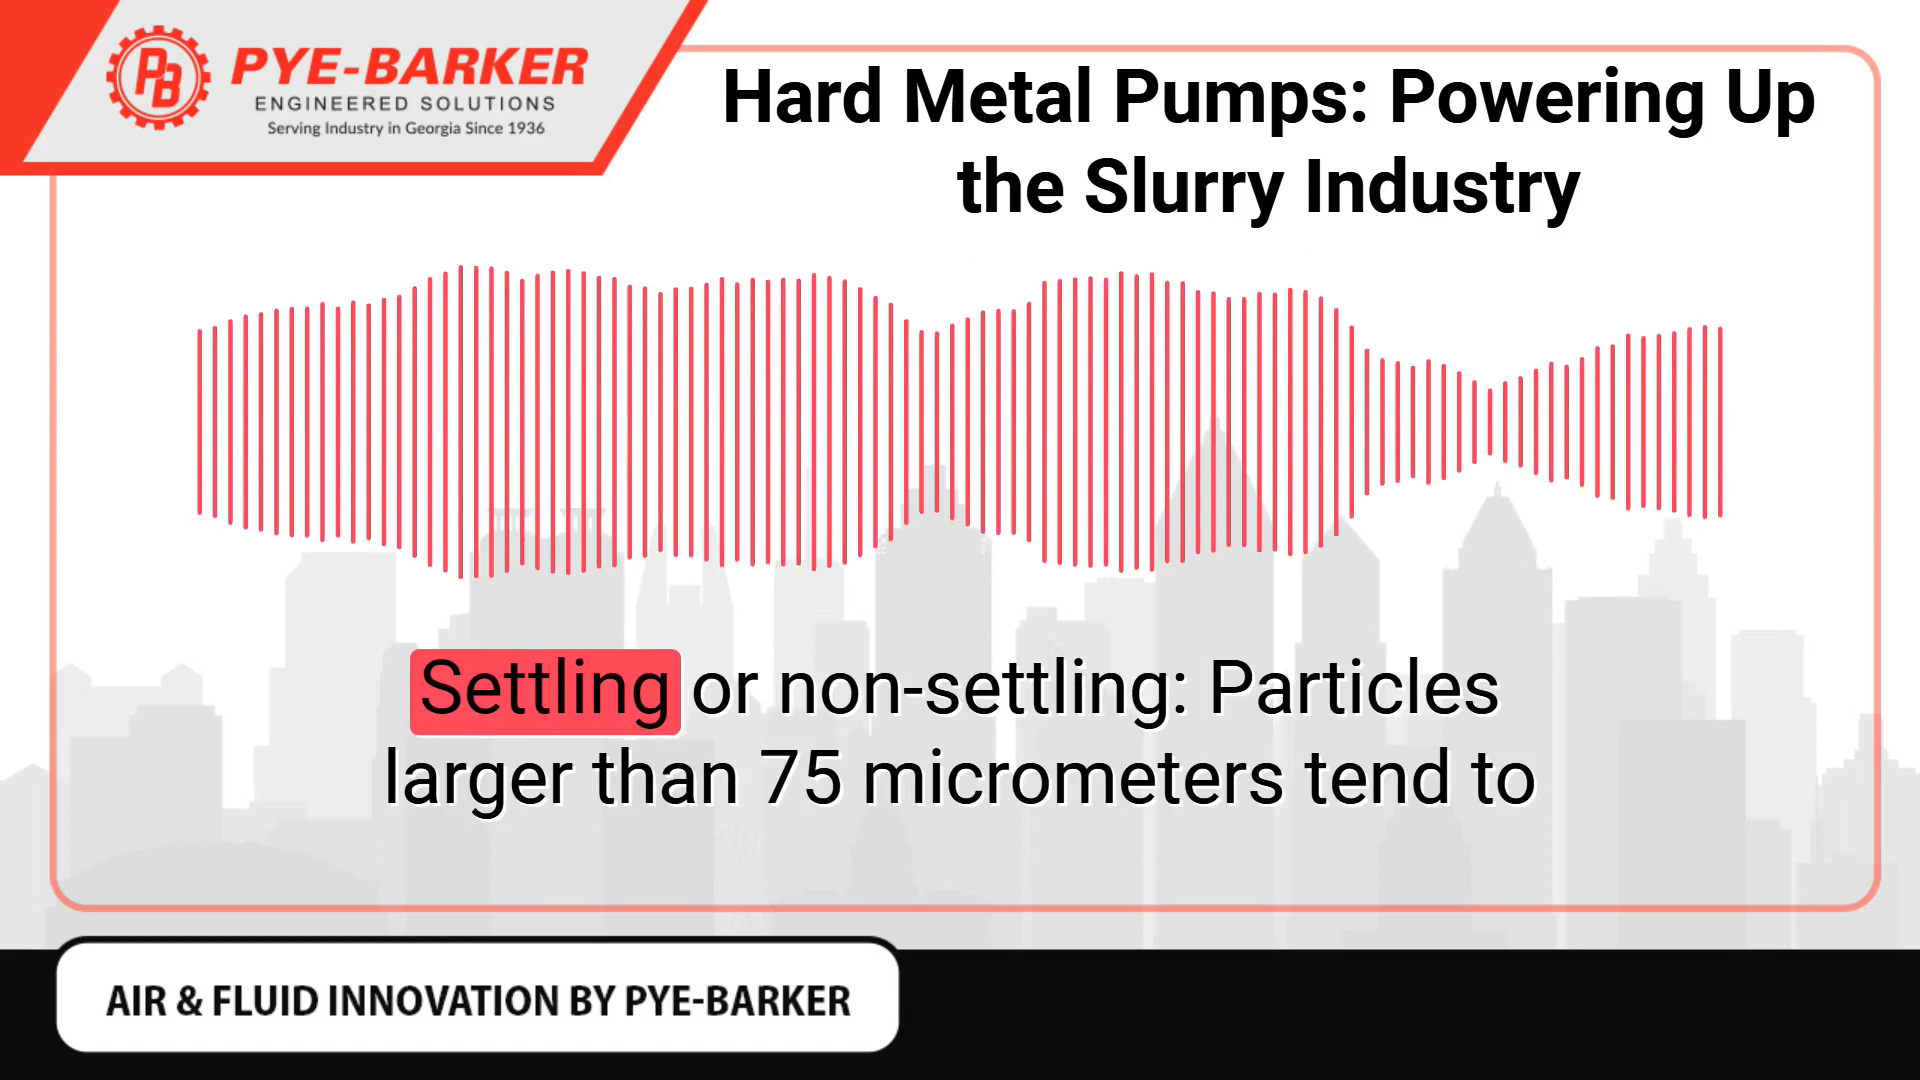 PB
PYE-BARKER
ENGINEERED SOLUTIONS
Serving Industry in Georgia Since 1936
Hard Metal Pumps: Powering Up
the Slurry Industry
Settling or non-settling: Particles
larger than 75 micrometers tend to
AIR & FLUID INNOVATION BY PYE-BARKER